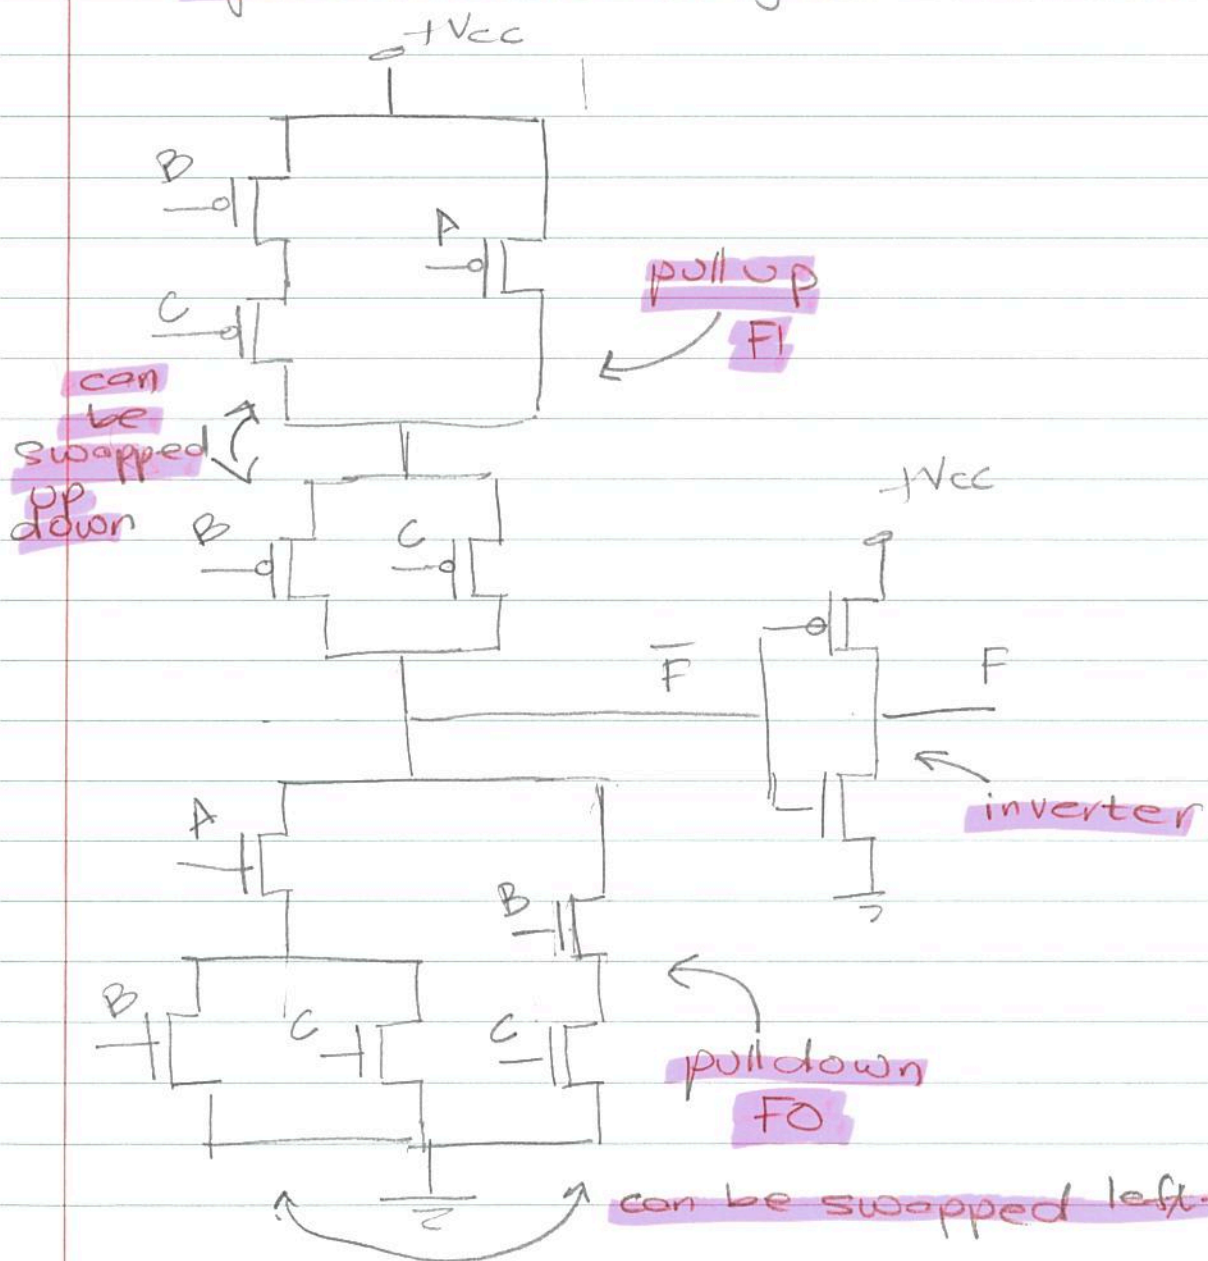 +Vcc
B
A
C
pull up
F1
can
be
swapped
up
down
B
C
+Vcc
F
F
inverter
A
B
B
C
C
pulldown
F0
can be swapped left-